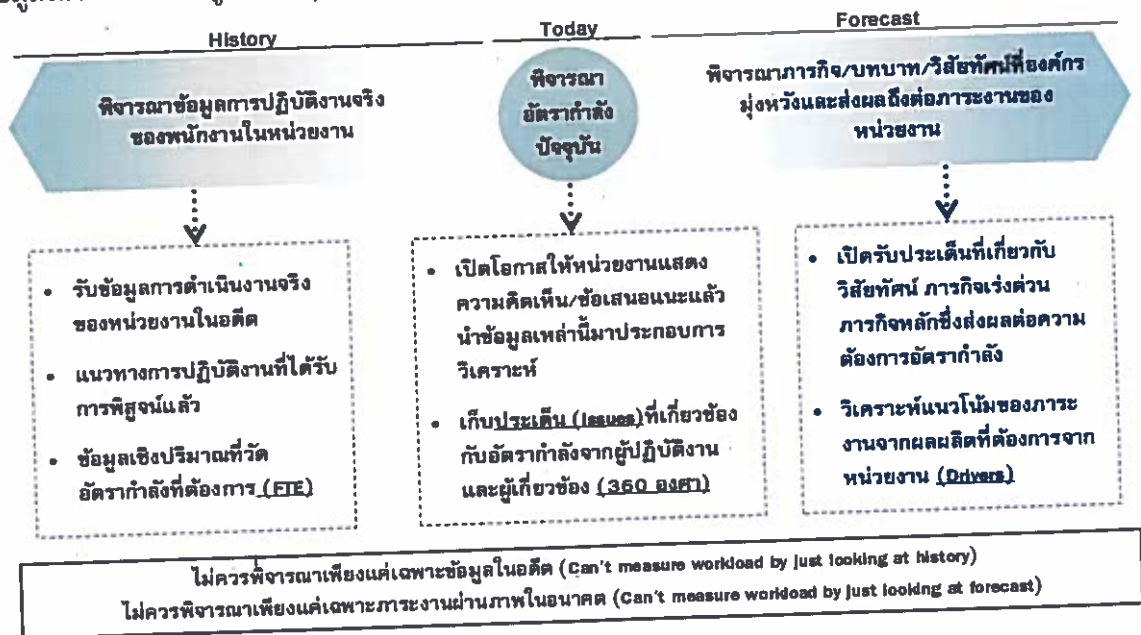 History
Today
Forecast
พิจารณาข้อมูลการปฏิบัติงานจริง
ของพนักงานในหน่วยงาน
พิจารณา
อัตรากำลัง
ปัจจุบัน
พิจารณาภารกิจ/บทบาท/วิสัยทัศน์ที่องค์กร
มุ่งหวังและส่งผลถึงต่อภาระงานของ
หน่วยงาน
• รับข้อมูลการดำเนินงานจริง
ของหน่วยงานในอดีต
• แนวทางการปฏิบัติงานที่ได้รับ
การพิสูจน์แล้ว
• ข้อมูลเชิงปริมาณที่วัด
อัตรากำลังที่ต้องการ (FTE)
• เปิดโอกาสให้หน่วยงานแสดง
ความคิดเห็น/ข้อเสนอแนะแล้ว
นำข้อมูลเหล่านี้มาประกอบการ
วิเคราะห์
• เก็บประเด็น (Issues) ที่เกี่ยวข้อง
กับอัตรากำลังจากผู้ปฏิบัติงาน
และผู้เกี่ยวข้อง (360 องศา)
• เปิดรับประเด็นที่เกี่ยวกับ
วิสัยทัศน์ ภารกิจเร่งด่วน
ภารกิจหลักซึ่งส่งผลต่อความ
ต้องการอัตรากำลัง
• วิเคราะห์แนวโน้มของภาระ
งานจากผลผลิตที่ต้องการจาก
หน่วยงาน (Drivers)
ไม่ควรพิจารณาเพียงแค่เฉพาะข้อมูลในอดีต (Can't measure workload by just looking at history)
ไม่ควรพิจารณาเพียงแค่เฉพาะภาระงานผ่านภาพในอนาคต (Can't measure workload by just looking at forecast)